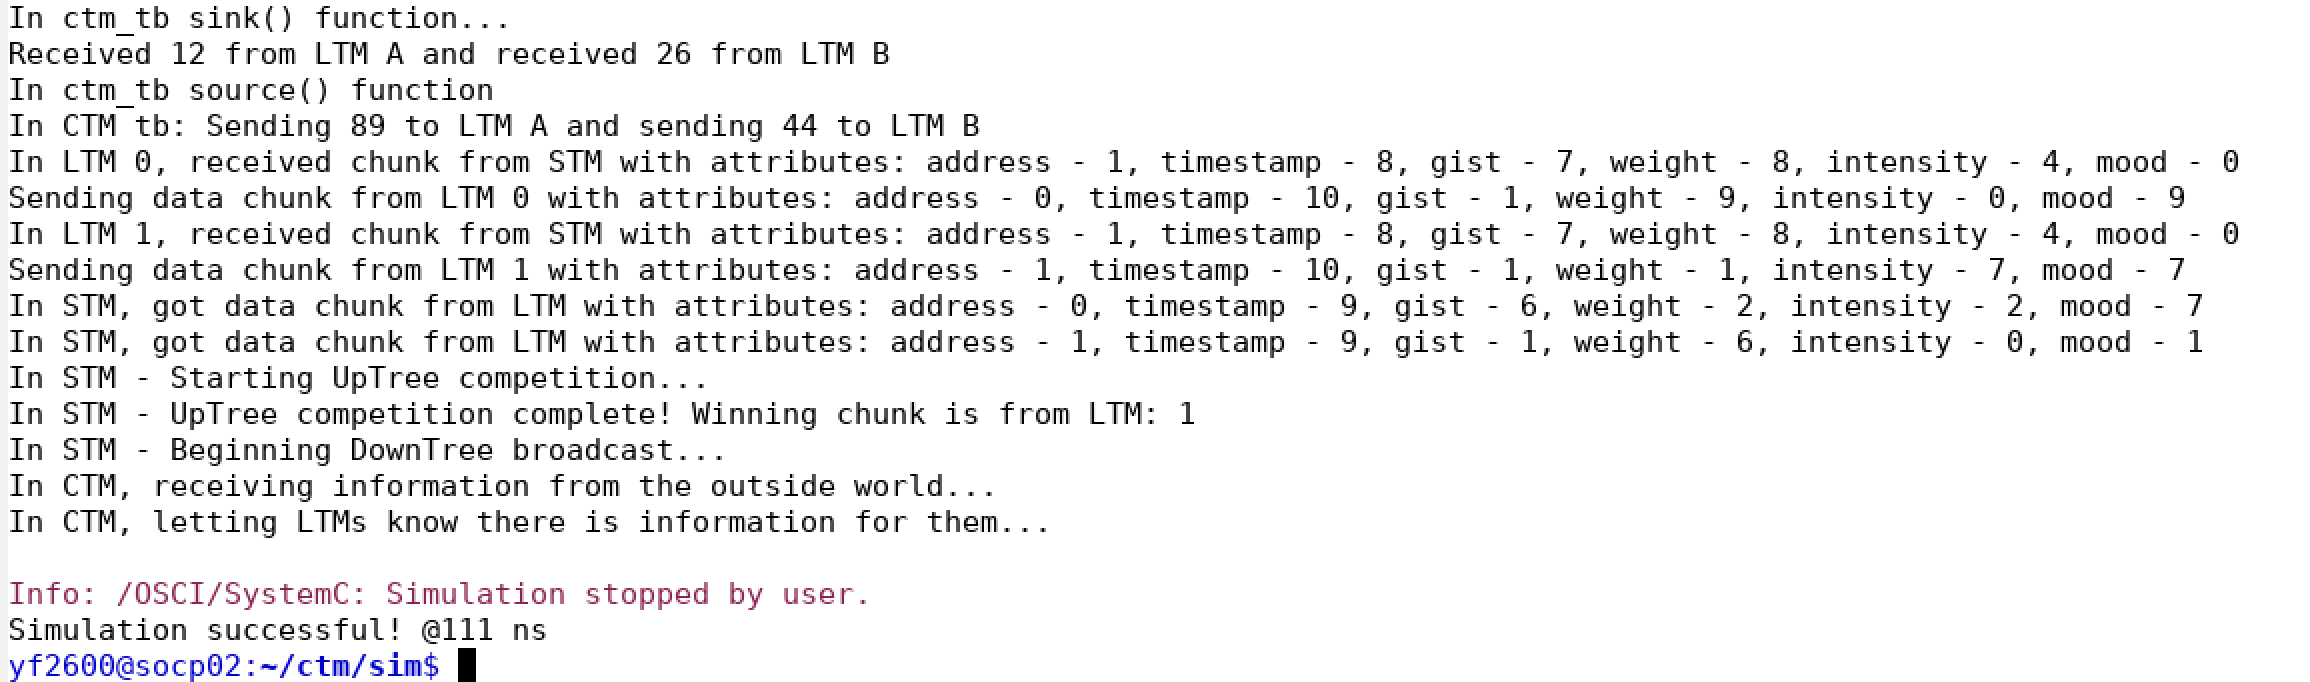 In ctm_tb sink() function...
Received 12 from LTM A and received 26 from LTM B
In ctm_tb source() function
In CTM tb: Sending 89 to LTM A and sending 44 to LTM B
In LTM 0, received chunk from STM with attributes: address - 1, timestamp - 8, gist - 7, weight - 8, intensity - 4, mood - 0
Sending data chunk from LTM 0 with attributes: address - 0, timestamp - 10, gist - 1, weight - 9, intensity - 0, mood - 9
In LTM 1, received chunk from STM with attributes: address - 1, timestamp - 8, gist - 7, weight - 8, intensity - 4, mood - 0
Sending data chunk from LTM 1 with attributes: address - 1, timestamp - 10, gist - 1, weight - 1, intensity - 7, mood - 7
In STM, got data chunk from LTM with attributes: address - 0, timestamp - 9, gist - 6, weight - 2, intensity - 2, mood - 7
In STM, got data chunk from LTM with attributes: address - 1, timestamp - 9, gist - 1, weight - 6, intensity - 0, mood - 1
In STM - Starting UpTree competition...
In STM - UpTree competition complete! Winning chunk is from LTM: 1
In STM - Beginning DownTree broadcast...
In CTM, receiving information from the outside world...
In CTM, letting LTMs know there is information for them...
Info: /OSCI/SystemC: Simulation stopped by user.
Simulation successful! @111 ns
yf2600@socp02:~/ctm/sim$